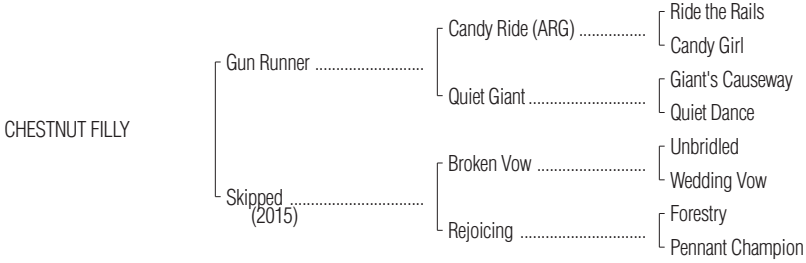 Ride the Rails
Candy Ride (ARG) ................
Candy Girl
Gun Runner ..........................
Giant's Causeway
Quiet Giant ............................
Quiet Dance
CHESTNUT FILLY
Unbridled
Broken Vow ..........................
Wedding Vow
Skipped ................................
(2015)
Forestry
Rejoicing ..............................
Pennant Champion